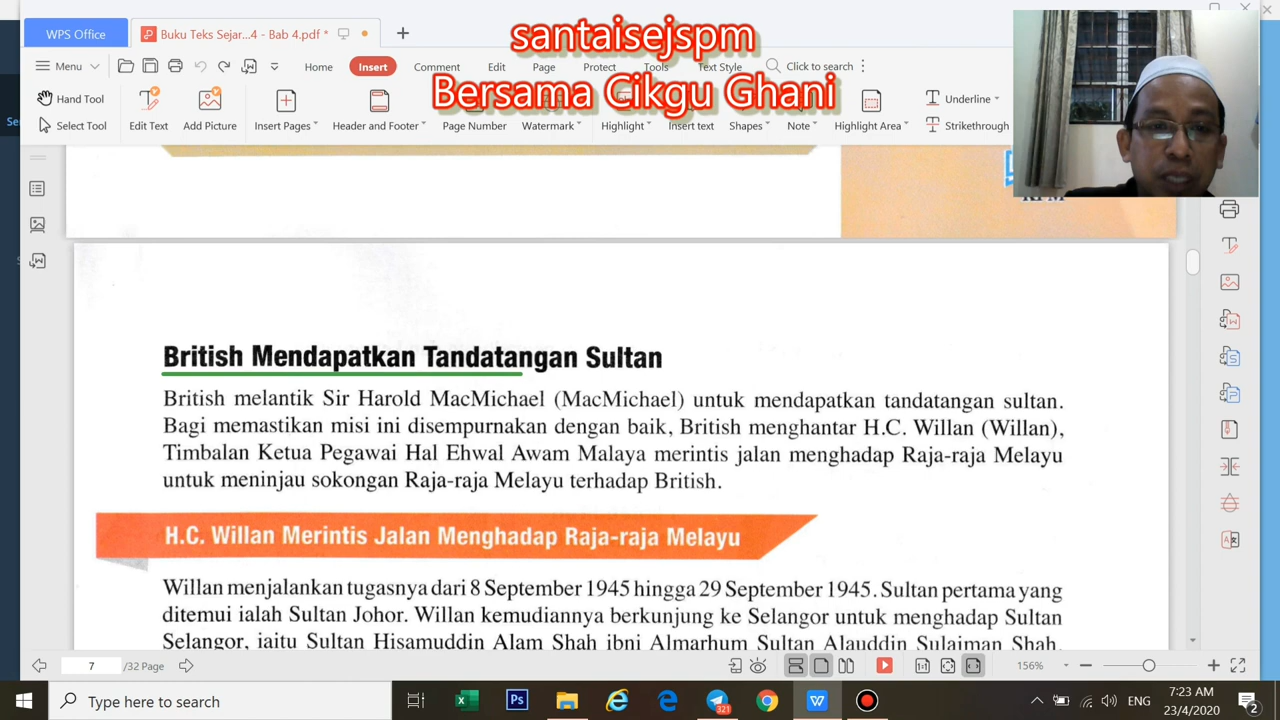 WPS Office
Buku Teks Sejar...4 - Bab 4.pdf *
santaisejspm
Menu
Home
Insert
Comment
Edit
Page
Protect
Tools
Text Style
Click to search
Bersama Cikgu Ghani
Hand Tool
Select Tool
Edit Text
Add Picture
Insert Pages
Header and Footer
Page Number
Watermark
Highlight
Insert text
Shapes
Note
Highlight Area
Underline
Strikethrough
British Mendapatkan Tandatangan Sultan
British melantik Sir Harold MacMichael (MacMichael) untuk mendapatkan tandatangan sultan.
Bagi memastikan misi ini disempurnakan dengan baik, British menghantar H.C. Willan (Willan),
Timbalan Ketua Pegawai Hal Ehwal Awam Malaya merintis jalan menghadap Raja-raja Melayu
untuk meninjau sokongan Raja-raja Melayu terhadap British.
H.C. Willan Merintis Jalan Menghadap Raja-raja Melayu
Willan menjalankan tugasnya dari 8 September 1945 hingga 29 September 1945. Sultan pertama yang
ditemui ialah Sultan Johor. Willan kemudiannya berkunjung ke Selangor untuk menghadap Sultan
Selangor, iaitu Sultan Hisamuddin Alam Shah ibni Almarhum Sultan Alauddin Sulaiman Shah.
7 /32 Page
156%
Type here to search
321
ENG
7:23 AM
23/4/2020
2